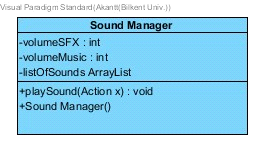 Visual Paradigm Standard(Akant(Bilkent Univ.))
Sound Manager
-volumeSFX : int
-volumeMusic : int
-listOfSounds ArrayList
+playSound(Action x) : void
+Sound Manager()